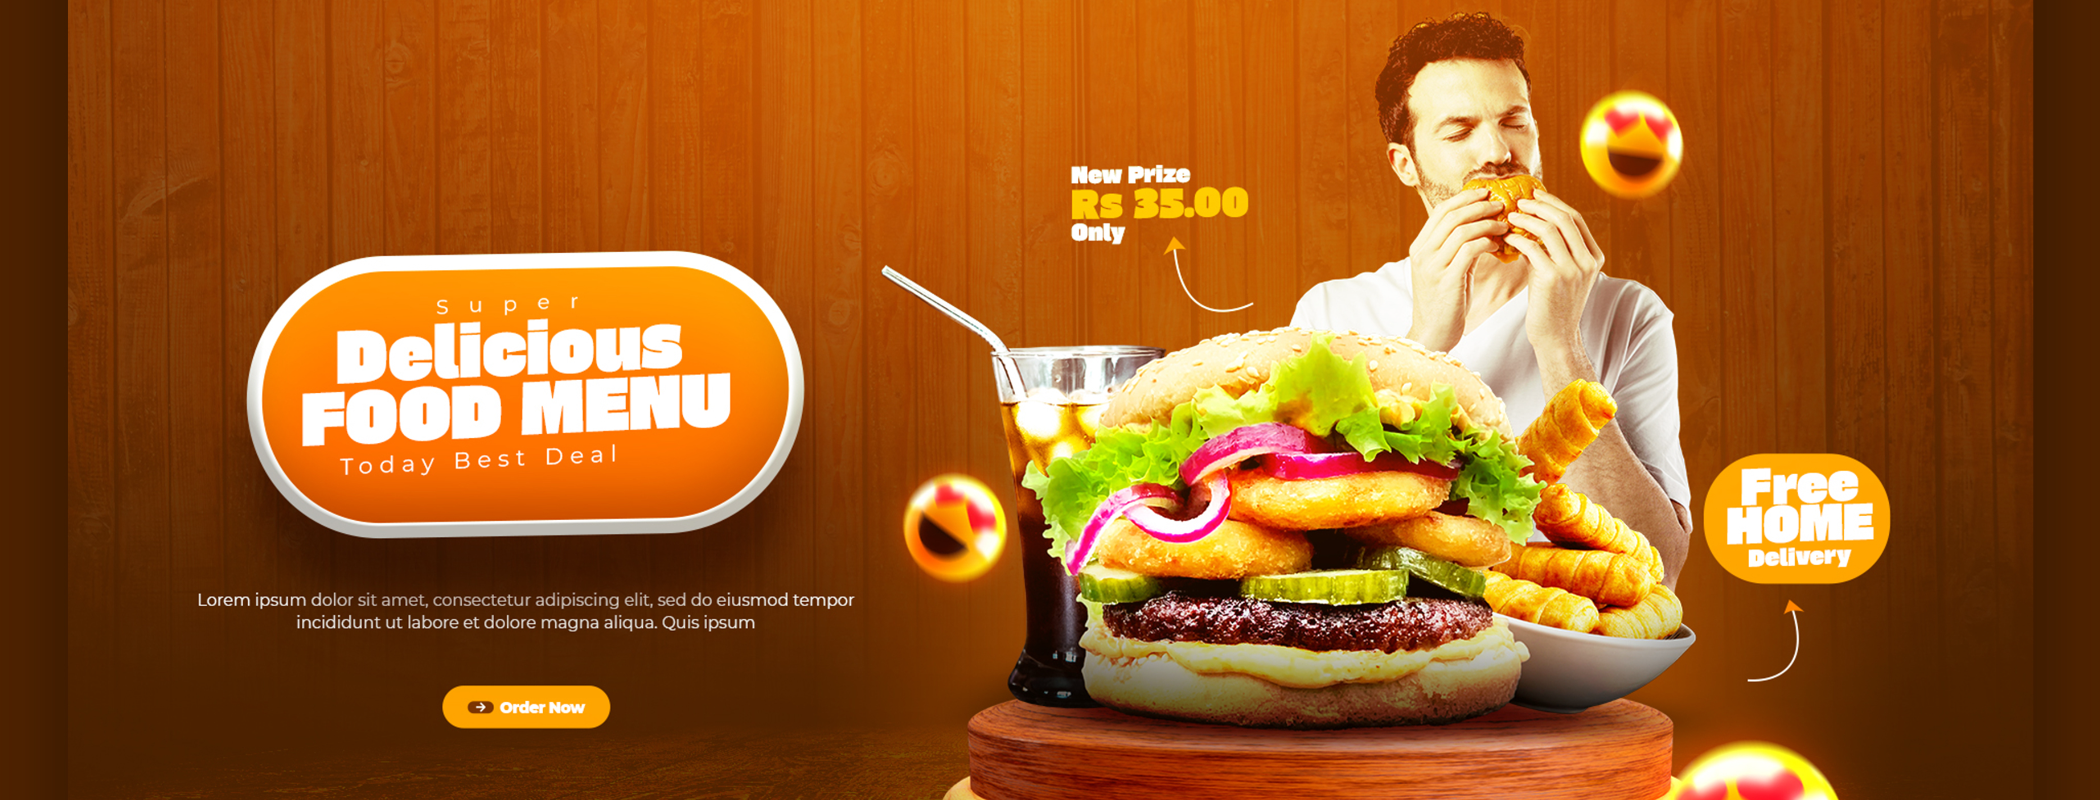 Super
Delicious
FOOD MENU
Today Best Deal
Lorem ipsum dolor sit amet, consectetur adipiscing elit, sed do eiusmod tempor
incididunt ut labore et dolore magna aliqua. Quis ipsum
Order Now
New Prize
Rs 35.00
Only
Free
HOME
Delivery